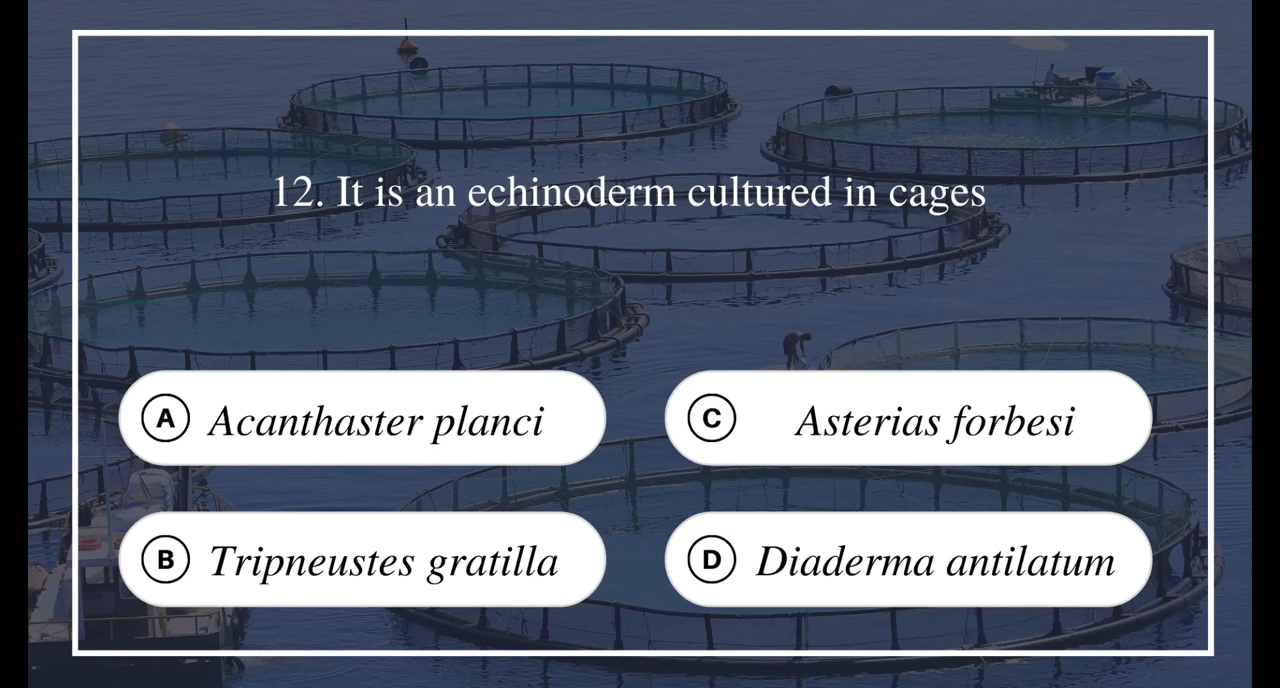 12. It is an echinoderm cultured in cages
A Acanthaster planci
B Tripneustes gratilla
C Asterias forbesi
D Diaderma antilatum